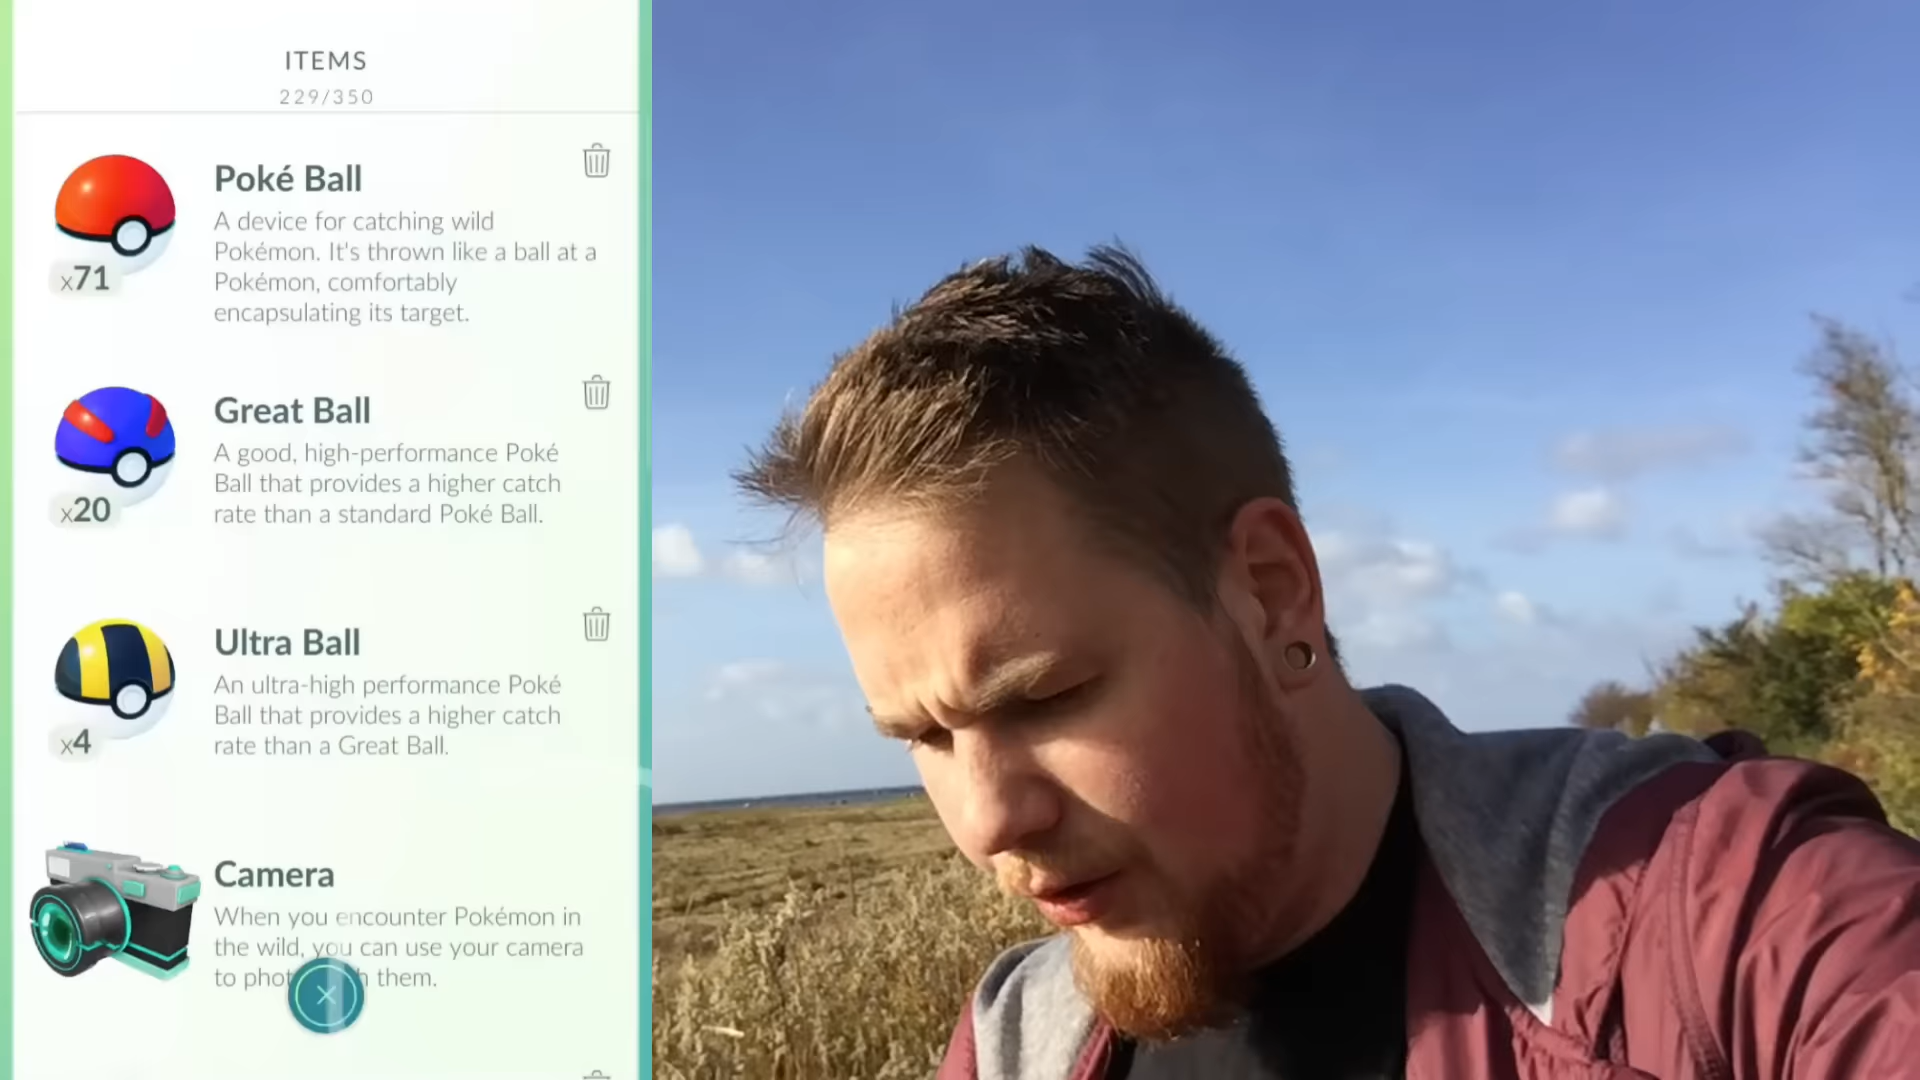 ITEMS
229/350
Poké Ball
A device for catching wild
Pokémon. It's thrown like a ball at a
Pokémon, comfortably
encapsulating its target.
x71
Great Ball
A good, high-performance Poké
Ball that provides a higher catch
rate than a standard Poké Ball.
x20
Ultra Ball
An ultra-high performance Poké
Ball that provides a higher catch
rate than a Great Ball.
x4
Camera
When you encounter Pokémon in
the wild, you can use your camera
to them.